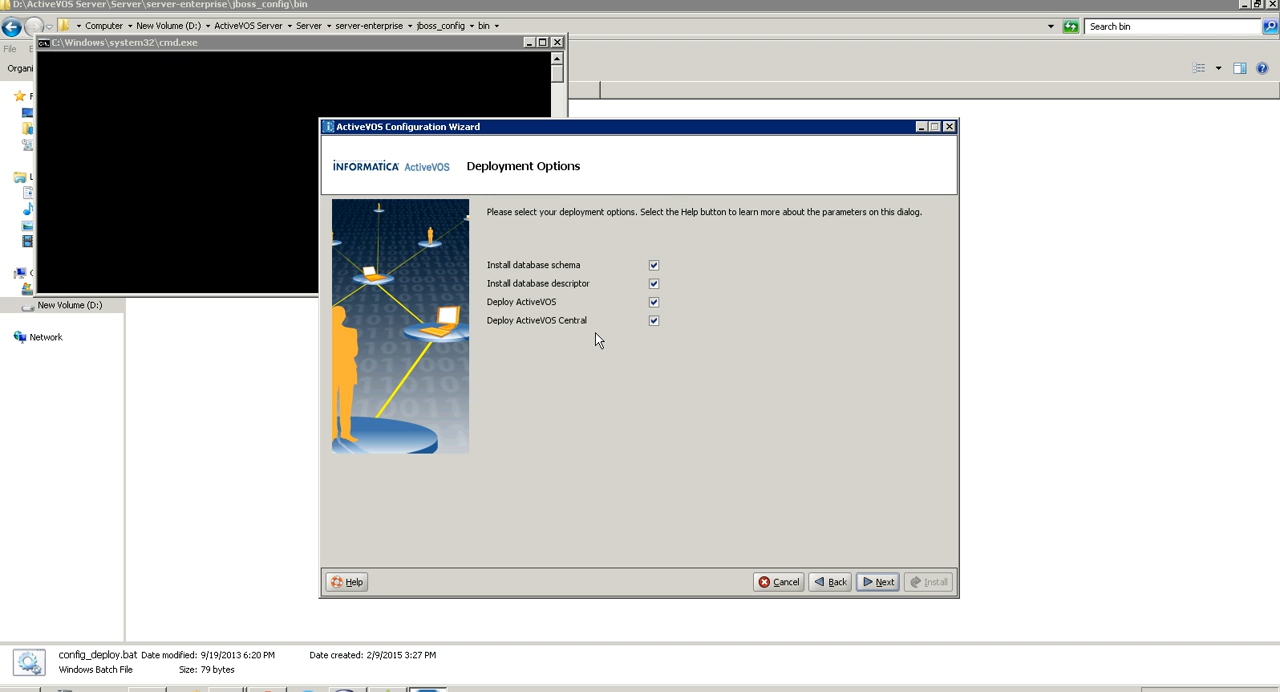 D:\ActiveVOS Server\Server\server-enterprise\jboss_config\bin
Computer New Volume (D:) ActiveVOS Server Server server-enterprise jboss_config bin
Search bin
File
C:\Windows\system32\cmd.exe
Organi
ActiveVOS Configuration Wizard
INFORMATICA ActiveVOS Deployment Options
Please select your deployment options. Select the Help button to learn more about the parameters on this dialog.
Install database schema
Install database descriptor
Deploy ActiveVOS
Deploy ActiveVOS Central
New Volume (D:)
Network
Help Cancel Back Next Install
config_deploy.bat Date modified: 9/19/2013 6:20 PM Date created: 2/9/2015 3:27 PM
Windows Batch File Size: 79 bytes